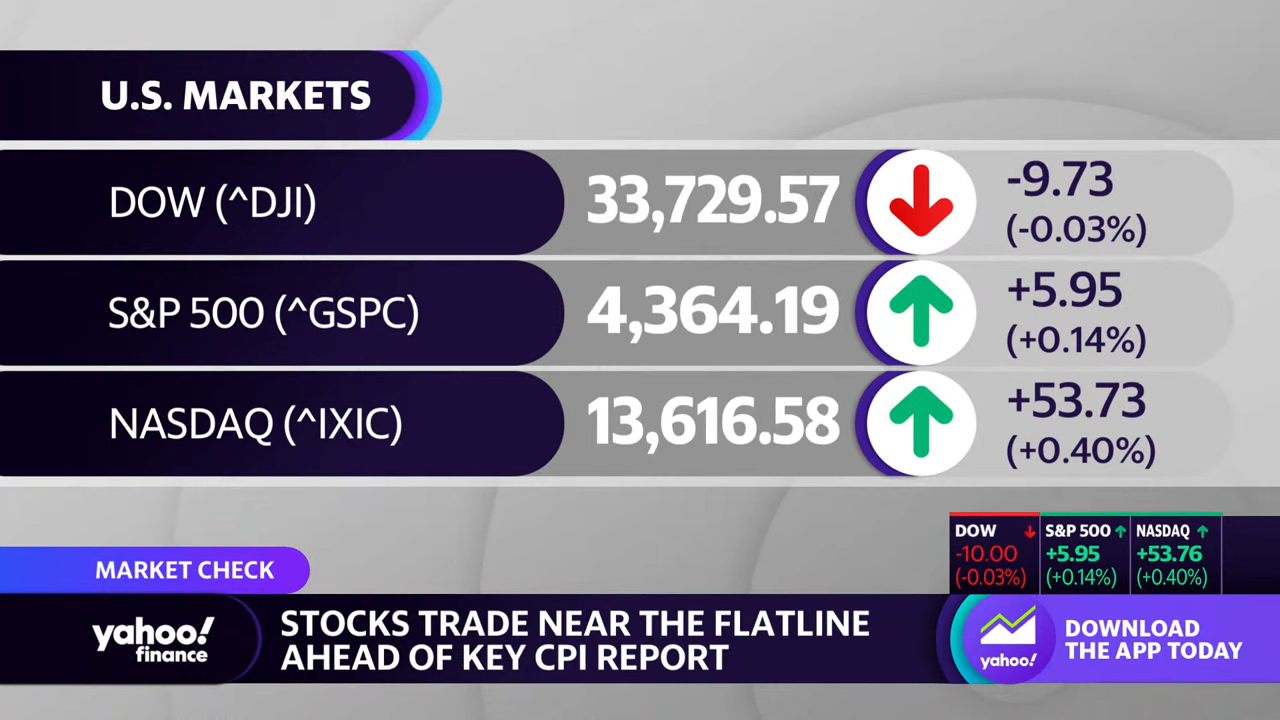 U.S. MARKETS
DOW (^DJI) 33,729.57 -9.73
(-0.03%)
S&P 500 (^GSPC) 4,364.19 +5.95
(+0.14%)
NASDAQ (^IXIC) 13,616.58 +53.73
(+0.40%)
DOW S&P 500 NASDAQ
-10.00 +5.95 +53.76
(-0.03%) (+0.14%) (+0.40%)
MARKET CHECK
yahoo!
finance
STOCKS TRADE NEAR THE FLATLINE
AHEAD OF KEY CPI REPORT
yahoo!
DOWNLOAD
THE APP TODAY